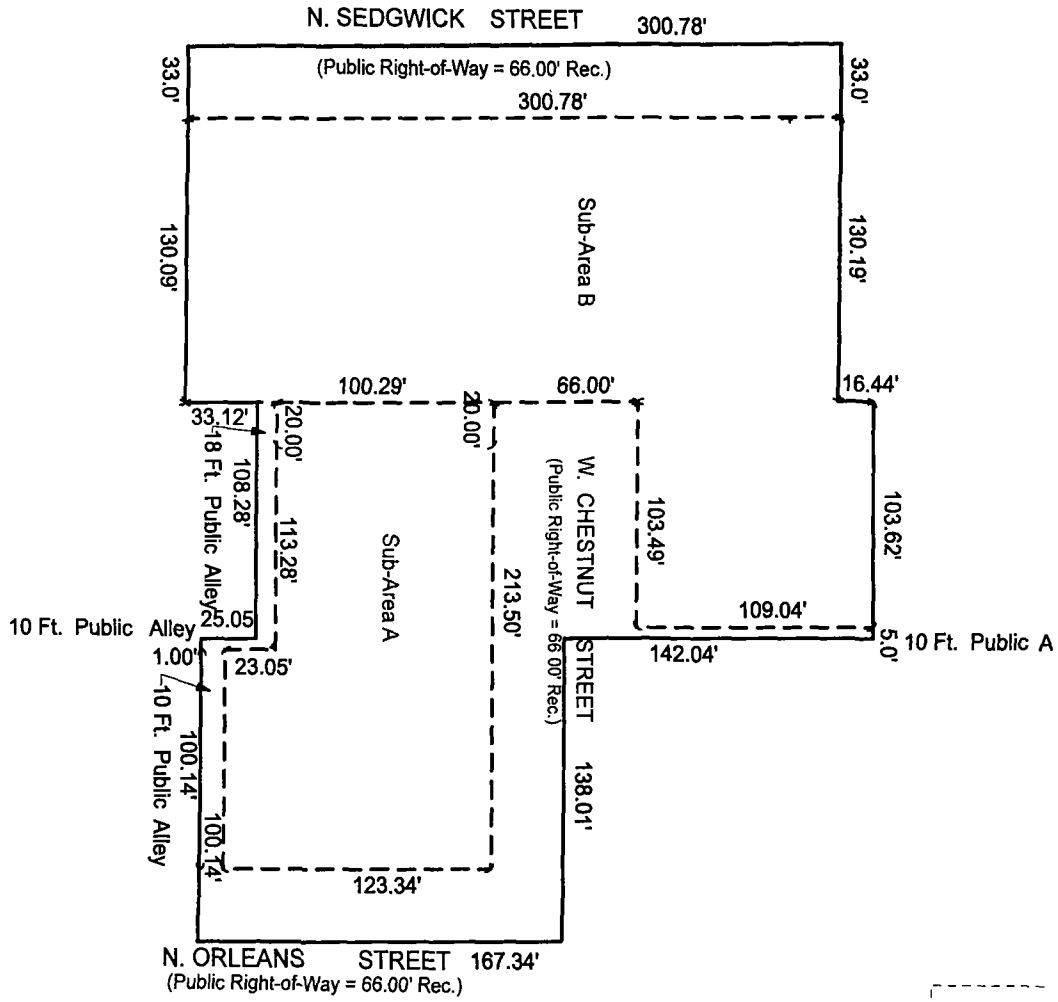 N. SEDGWICK STREET 300.78'
(Public Right-of-Way = 66.00' Rec.)
33.0'
33.0'
300.78'
130.09'
Sub-Area B
130.19'
100.29'
66.00'
16.44'
33.12'
20.00'
20.00'
18 Ft. Public Alley
108.28'
113.28'
Sub-Area A
213.50'
W. CHESTNUT STREET
(Public Right-of-Way = 66 00' Rec.)
103.49'
103.62'
109.04'
10 Ft. Public Alley
25.05
1.00'
23.05'
142.04'
5.0'
10 Ft. Public A
10 Ft. Public Alley
100.14'
100.14'
138.01'
123.34'
N. ORLEANS STREET 167.34'
(Public Right-of-Way = 66.00' Rec.)